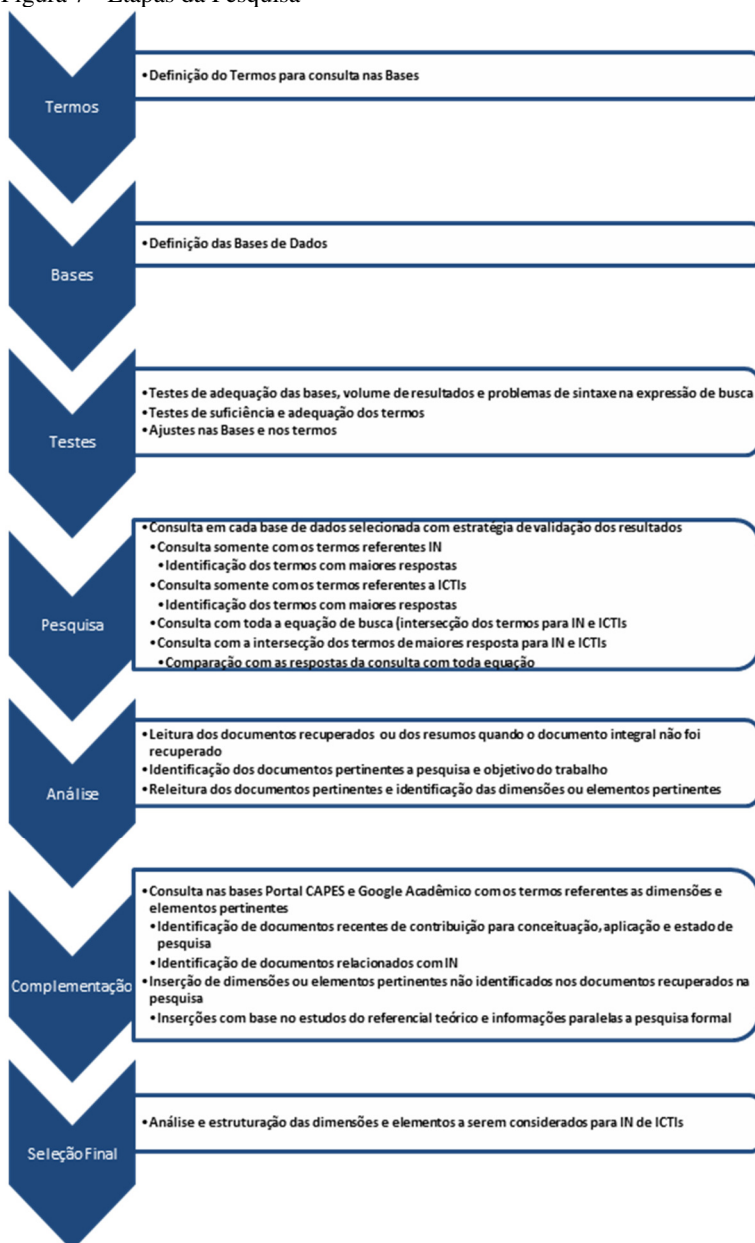 Figura 7 - Etapas da Pesquisa
Termos
•Definição do Termos para consulta nas Bases
Bases
•Definição das Bases de Dados
Testes
•Testes de adequação das bases, volume de resultados e problemas de sintaxe na expressão de busca
•Testes de suficiência e adequação dos termos
•Ajustes nas Bases e nos termos
Pesquisa
•Consulta em cada base de dados selecionada com estratégia de validação dos resultados
•Consulta somente com os termos referentes IN
•Identificação dos termos com maiores respostas
•Consulta somente com os termos referentes a ICTIs
•Identificação dos termos com maiores respostas
•Consulta com toda a equação de busca (intersecção dos termos para IN e ICTIs
•Consulta com a intersecção dos termos de maiores resposta para IN e ICTIs
•Comparação com as respostas da consulta com toda equação
Análise
•Leitura dos documentos recuperados ou dos resumos quando o documento integral não foi
recuperado
•Identificação dos documentos pertinentes a pesquisa e objetivo do trabalho
•Releitura dos documentos pertinentes e identificação das dimensões ou elementos pertinentes
Complementação
•Consulta nas bases Portal CAPES e Google Acadêmico com os termos referentes as dimensões e
elementos pertinentes
•Identificação de documentos recentes de contribuição para conceituação, aplicação e estado de
pesquisa
•Identificação de documentos relacionados com IN
•Inserção de dimensões ou elementos pertinentes não identificados nos documentos recuperados na
pesquisa
•Inserções com base no estudos do referencial teórico e informações paralelas a pesquisa formal
Seleção Final
•Análise e estruturação das dimensões e elementos a serem considerados para IN de ICTIs